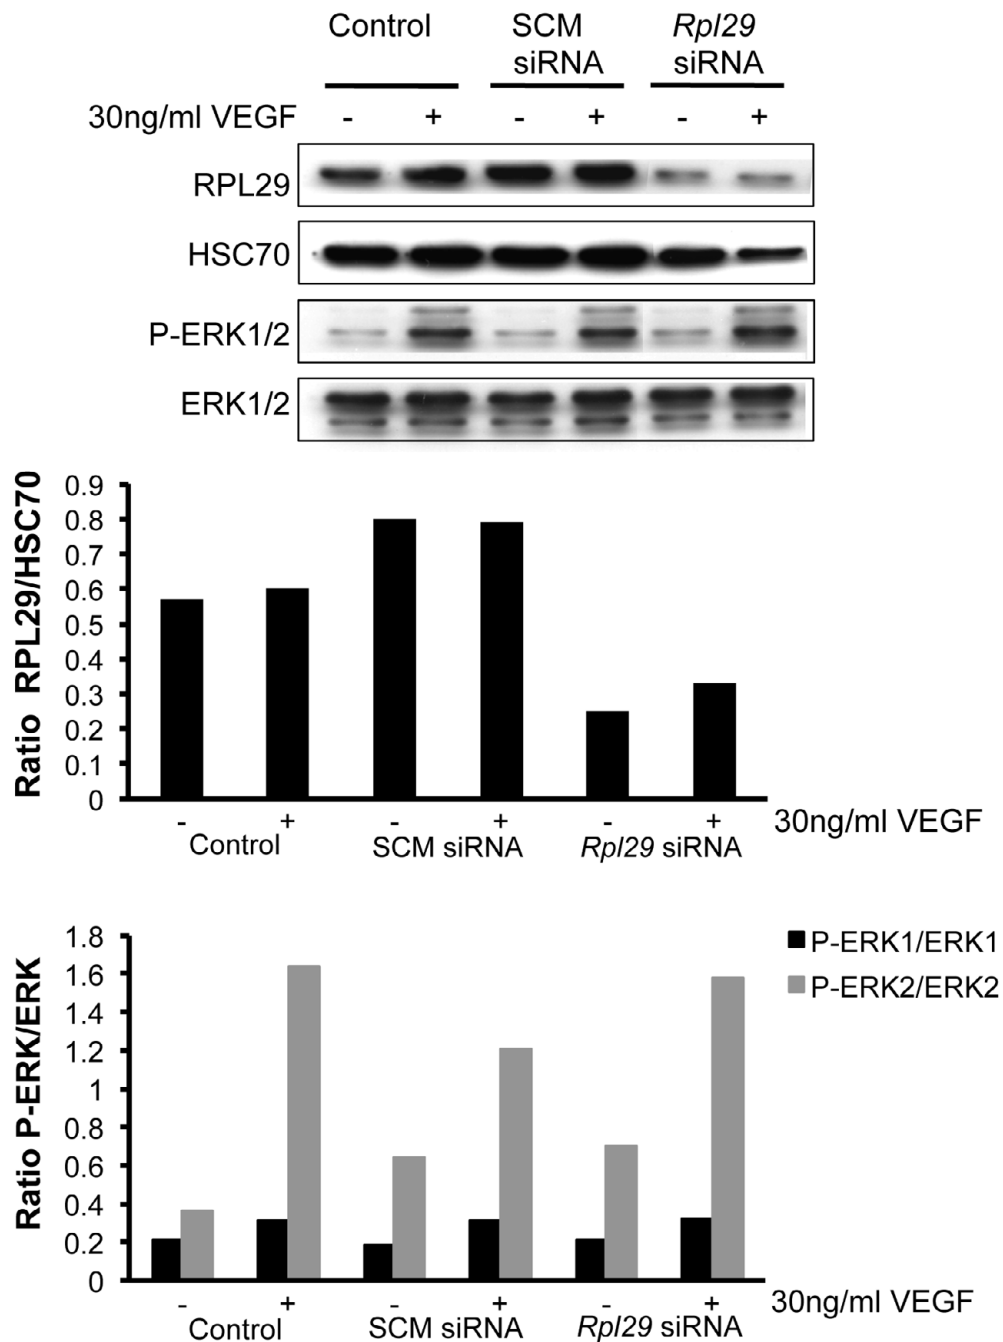 Control SCM Rpl29
siRNA siRNA
30ng/ml VEGF - + - + - +
RPL29
HSC70
P-ERK1/2
ERK1/2
Ratio RPL29/HSC70
0.9
0.8
0.7
0.6
0.5
0.4
0.3
0.2
0.1
0
- + - + - + 30ng/ml VEGF
Control SCM siRNA Rpl29 siRNA
Ratio P-ERK/ERK
1.8
1.6
1.4
1.2
1
0.8
0.6
0.4
0.2
0
P-ERK1/ERK1
P-ERK2/ERK2
- + - + - + 30ng/ml VEGF
Control SCM siRNA Rpl29 siRNA